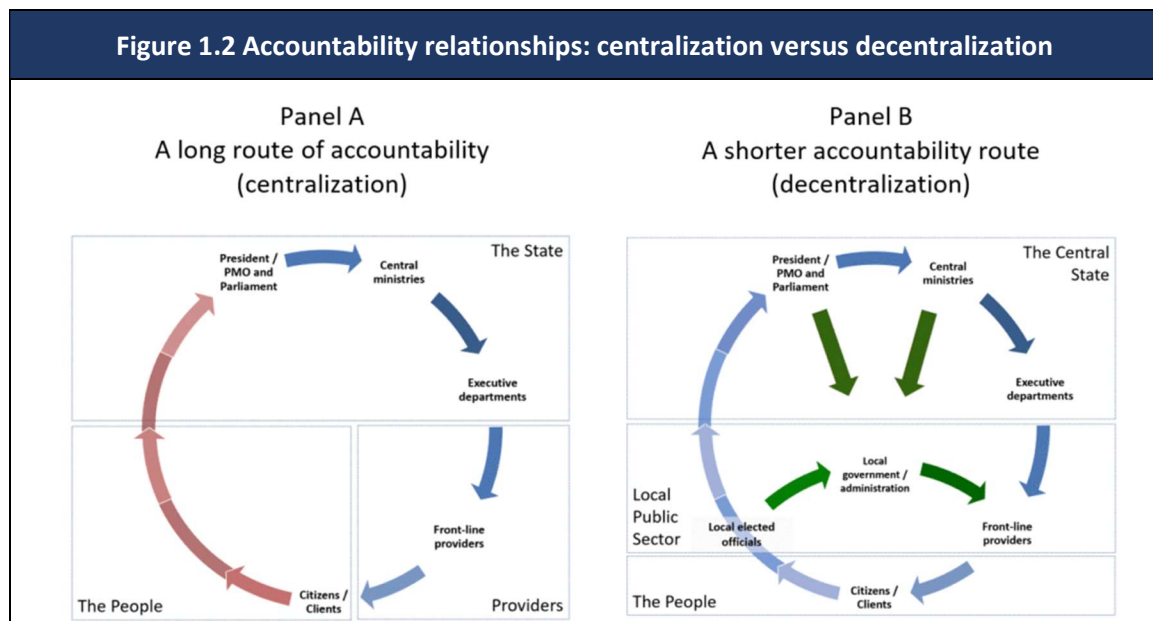 Figure 1.2 Accountability relationships: centralization versus decentralization
Panel A
A long route of accountability
(centralization)
The State
President /
PMO and
Parliament
Central
ministries
Executive
departments
Front-line
providers
Citizens /
Clients
The People
Providers
Panel B
A shorter accountability route
(decentralization)
The Central
State
President /
PMO and
Parliament
Central
ministries
Executive
departments
Local
government /
administration
Local
Public
Sector
Local elected
officials
Front-line
providers
Citizens /
Clients
The People